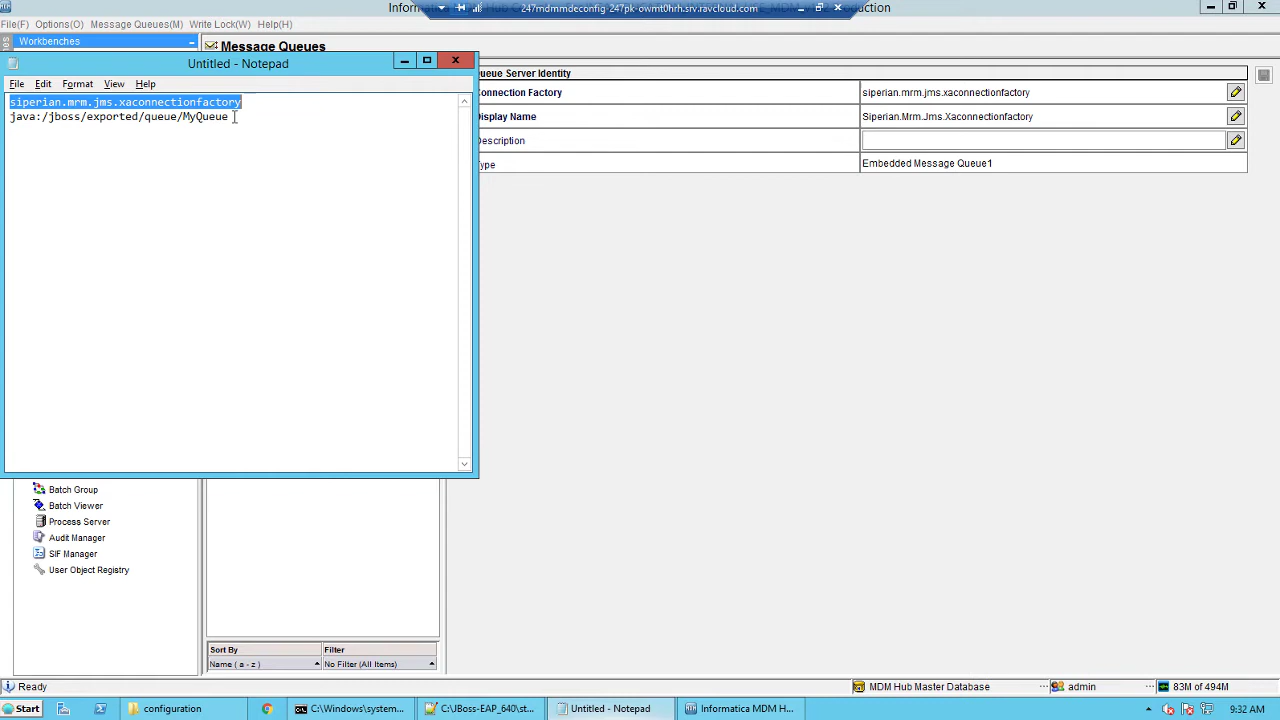 Informatica
247mdmmdeconfig-247pk-owmt0hrh.srv.ravcloud.com
File(F) Options(O) Message Queues(M) Write Lock(W) Help(H)
Workbenches
Message Queues
Untitled - Notepad
File Edit Format View Help
siperian.mrm.jms.xaconnectionfactory
java:/jboss/exported/queue/MyQueue
Queue Server Identity
Connection Factory siperian.mrm.jms.xaconnectionfactory
Display Name Siperian.Mrm.Jms.Xaconnectionfactory
Description
Type Embedded Message Queue1
Batch Group
Batch Viewer
Process Server
Audit Manager
SIF Manager
User Object Registry
Sort By Filter
Name ( a - z ) No Filter (All Items)
Ready MDM Hub Master Database admin 83M of 494M
Start configuration C:\Windows\system... C:\JBoss-EAP_640\st... Untitled - Notepad Informatica MDM H... 9:32 AM